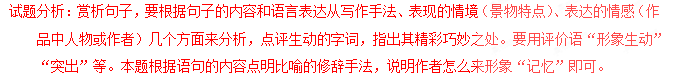 试题分析：赏析句子，要根据句子的内容和语言表达从写作手法、表现的情境（景物特点）、表达的情感（作
品中人物或作者）几个方面来分析，点评生动的字词，指出其精彩巧妙之处。要用评价语“形象生动”
“突出”等。本题根据语句的内容点明比喻的修辞手法，说明作者怎么来形象“记忆”即可。